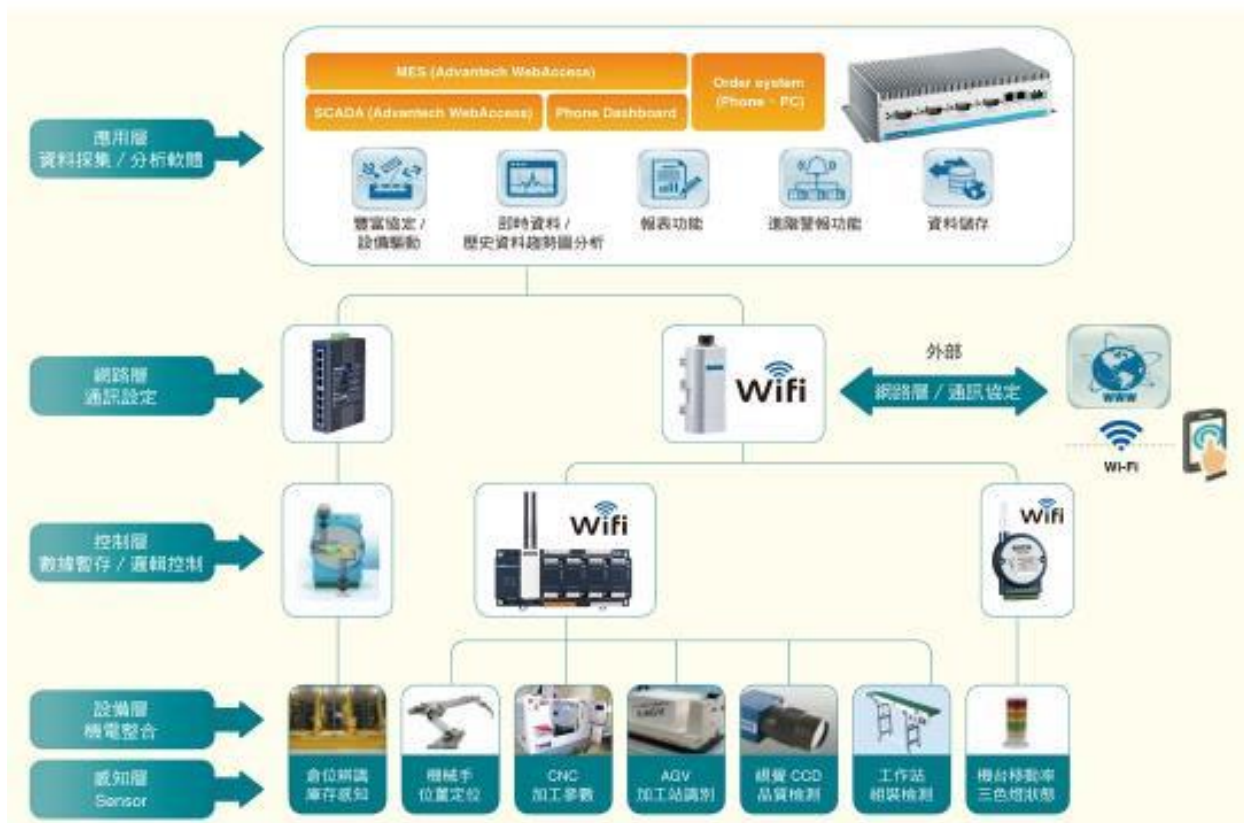 MES (Advantech WebAccess)
SCADA (Advantech WebAccess)
Phone Dashboard
Order system
(Phone、PC)
應用層
資料採集 / 分析軟體
豐富協定 /
設備驅動
即時資料 /
歷史資料趨勢圖分析
報表功能
進階警報功能
資料儲存
網路層
通訊設定
Wifi
外部
網路層 / 通訊協定
WWW
Wi-Fi
控制層
數據暫存 / 邏輯控制
Wifi
Wifi
設備層
機電整合
感知層
Sensor
倉位辨識
庫存感知
機械手
位置定位
CNC
加工參數
AGV
加工站識別
視覺 CCD
品質檢測
工作站
組裝檢測
機台移動率
三色燈狀態